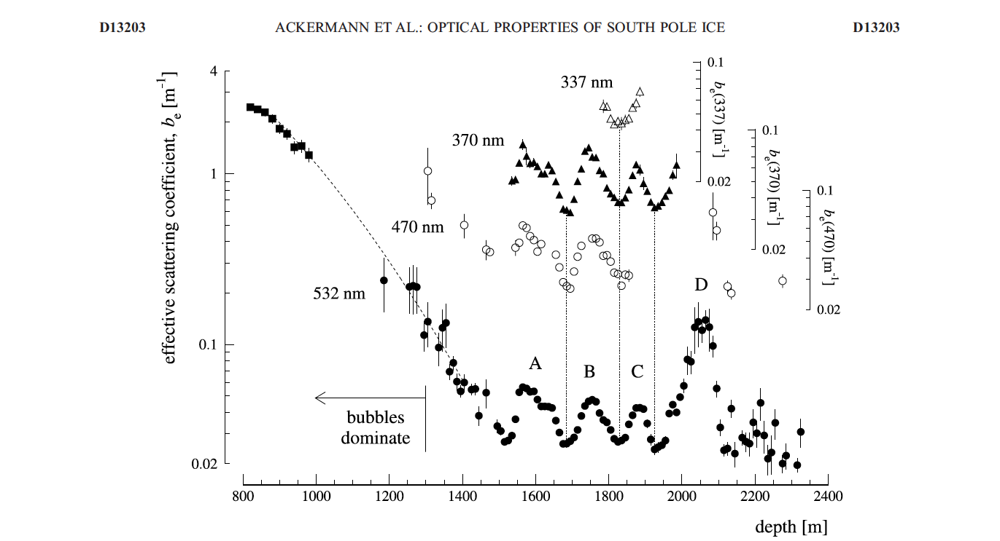 D13203 ACKERMANN ET AL.: OPTICAL PROPERTIES OF SOUTH POLE ICE D13203
effective scattering coefficient, b_e [m^-1]
4
1
0.1
0.02
337 nm
370 nm
470 nm
532 nm
0.1
b_e(337) [m^-1]
0.02
0.1
b_e(370) [m^-1]
0.02
0.1
b_e(470) [m^-1]
0.02
A B C D
bubbles
dominate
800 1000 1200 1400 1600 1800 2000 2200 2400
depth [m]